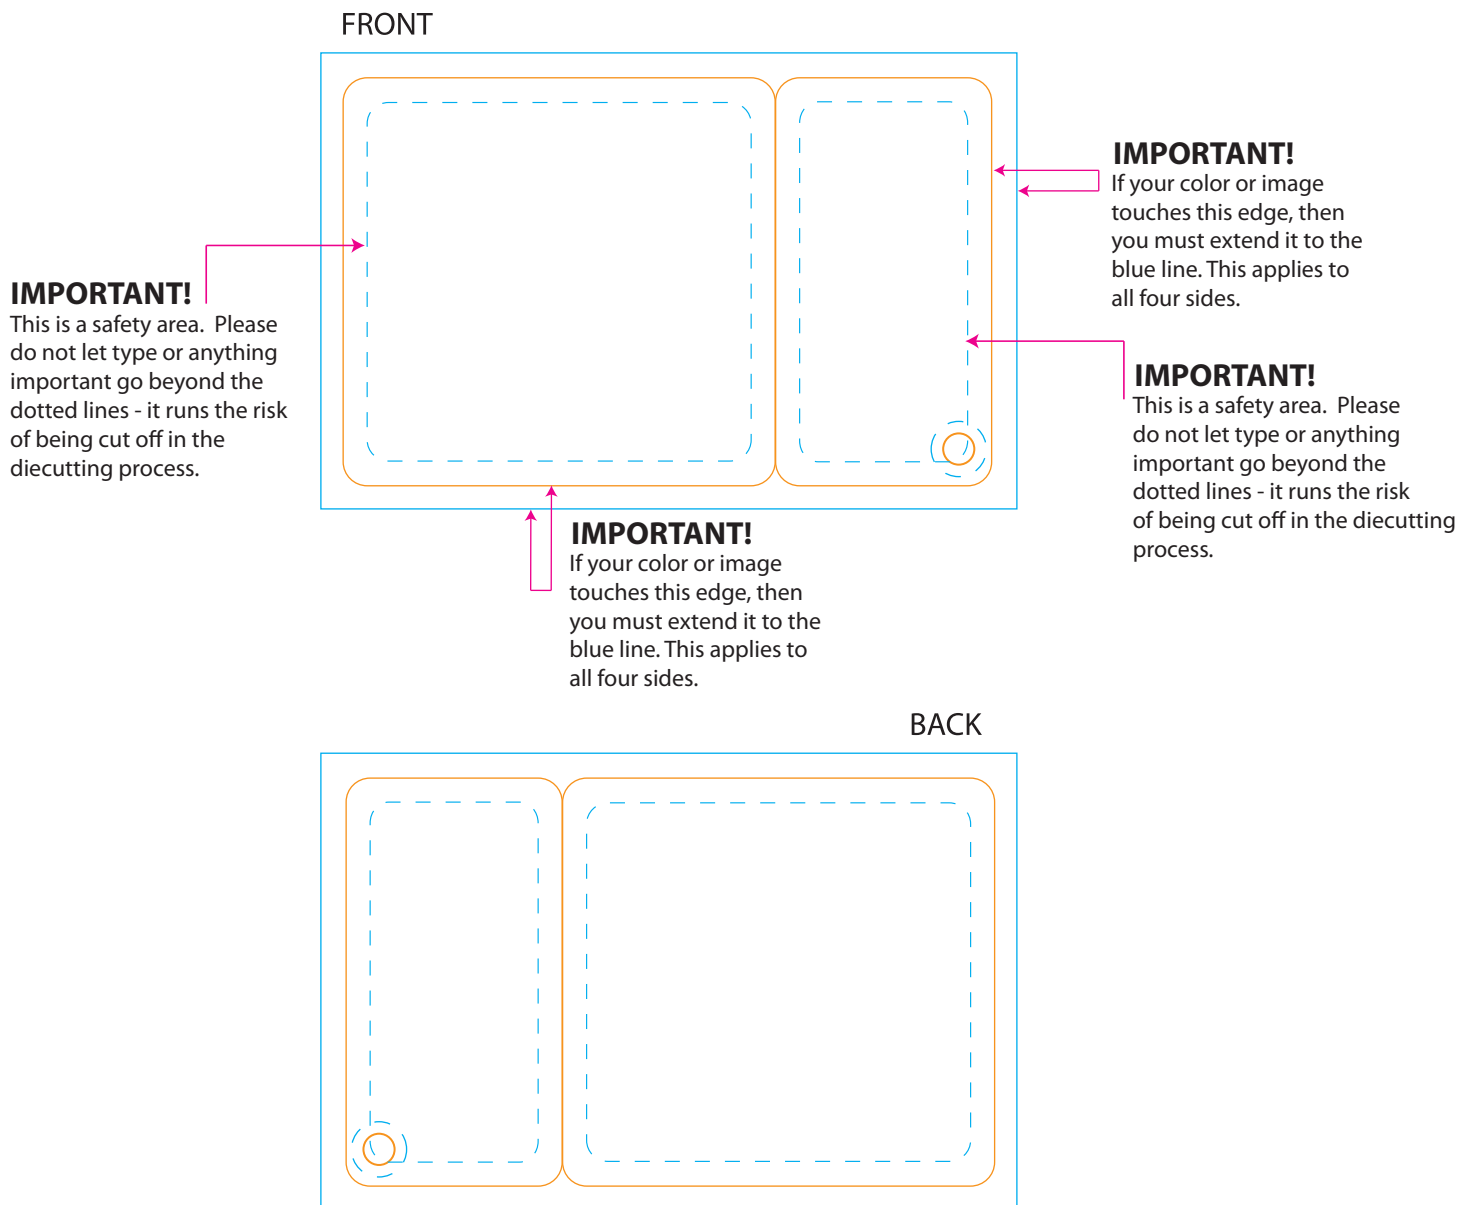 FRONT
IMPORTANT!
If your color or image
touches this edge, then
you must extend it to the
blue line. This applies to
all four sides.
IMPORTANT!
This is a safety area.  Please
do not let type or anything
important go beyond the
dotted lines - it runs the risk
of being cut off in the
diecutting process.
IMPORTANT!
This is a safety area.  Please
do not let type or anything
important go beyond the
dotted lines - it runs the risk
of being cut off in the diecutting
process.
IMPORTANT!
If your color or image
touches this edge, then
you must extend it to the
blue line. This applies to
all four sides.
BACK